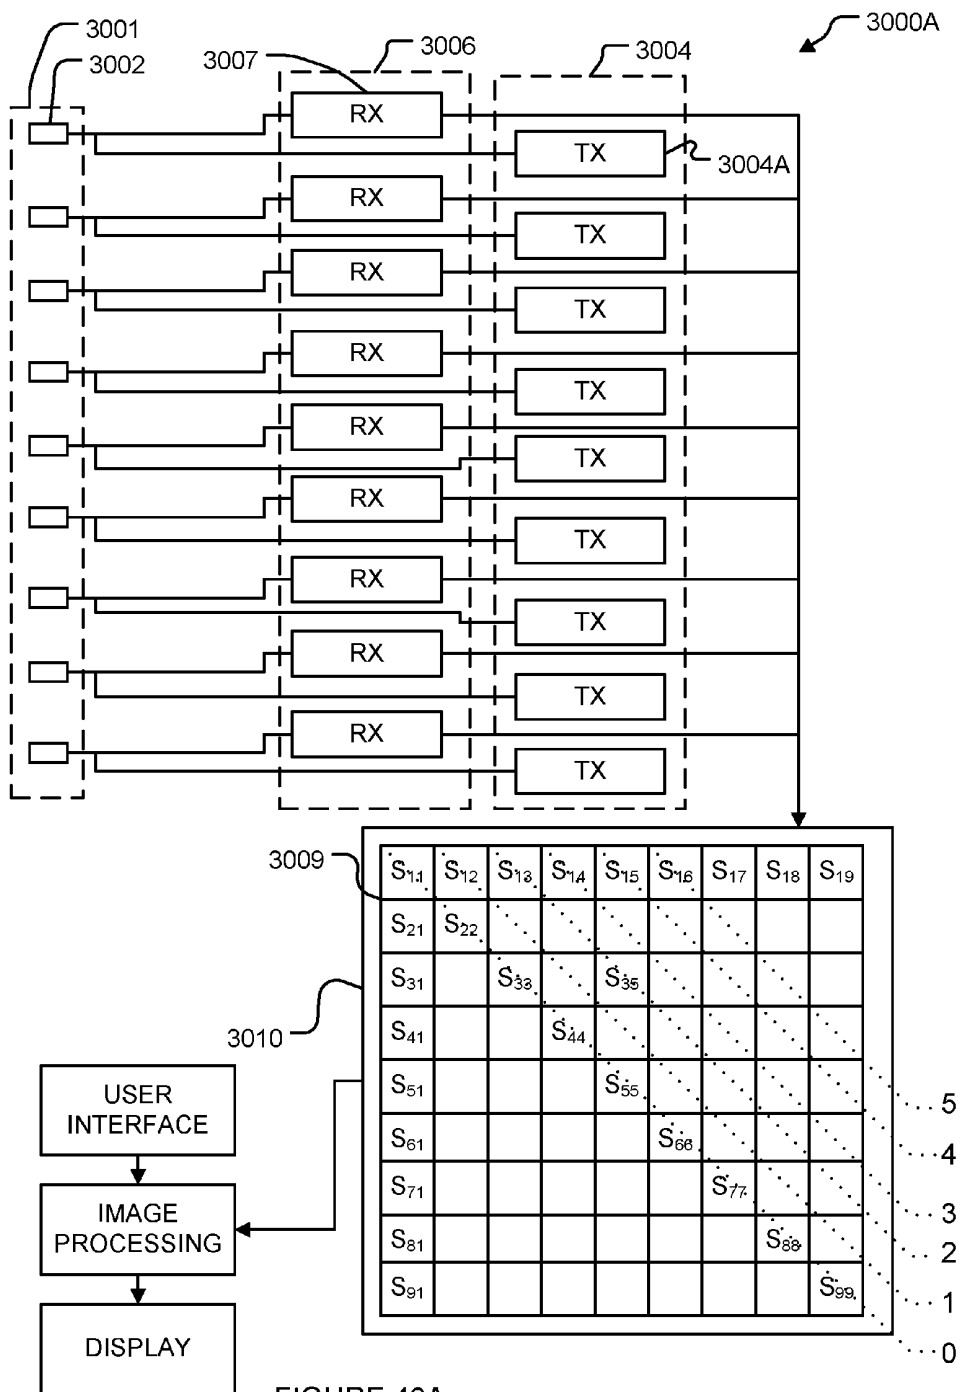 3001
3002
3007
3006
3004
3000A
RX
TX
3004A
RX
TX
RX
TX
RX
TX
RX
TX
RX
TX
RX
TX
RX
TX
RX
TX
3009
S11 S12 S13 S14 S15 S16 S17 S18 S19
S21 S22
S31 S33 S35
3010
S41 S44
S51 S55
S61 S66
S71 S77
S81 S88
S91 S99
5
4
3
2
1
0
USER
INTERFACE
IMAGE
PROCESSING
DISPLAY